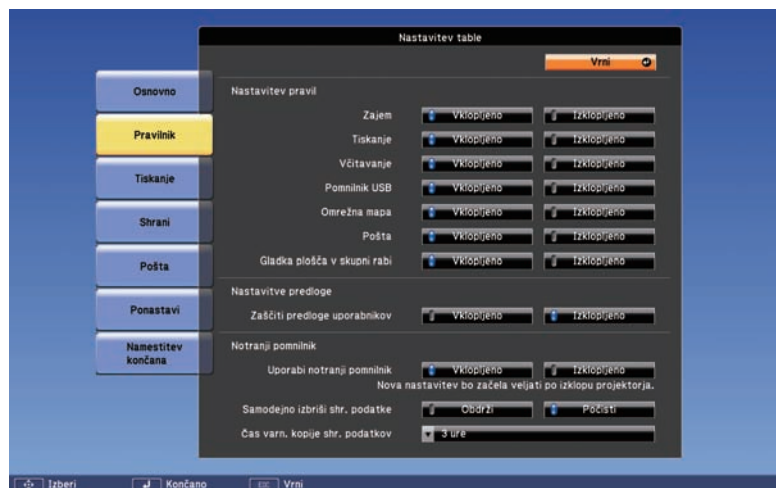 Nastavitev table
Vrni
Osnovno
Pravilnik
Tiskanje
Shrani
Pošta
Ponastavi
Namestitev
končana
Nastavitev pravil
Zajem Vklopljeno Izklopljeno
Tiskanje Vklopljeno Izklopljeno
Včitavanje Vklopljeno Izklopljeno
Pomnilnik USB Vklopljeno Izklopljeno
Omrežna mapa Vklopljeno Izklopljeno
Pošta Vklopljeno Izklopljeno
Gladka plošča v skupni rabi Vklopljeno Izklopljeno
Nastavitve predloge
Zaščiti predloge uporabnikov Vklopljeno Izklopljeno
Notranji pomnilnik
Uporabi notranji pomnilnik Vklopljeno Izklopljeno
Nova nastavitev bo začela veljati po izklopu projektorja.
Samodejno izbriši shr. podatke Obdrži Počisti
Čas varn. kopije shr. podatkov 3 ure
Izberi Končano ESC Vrni